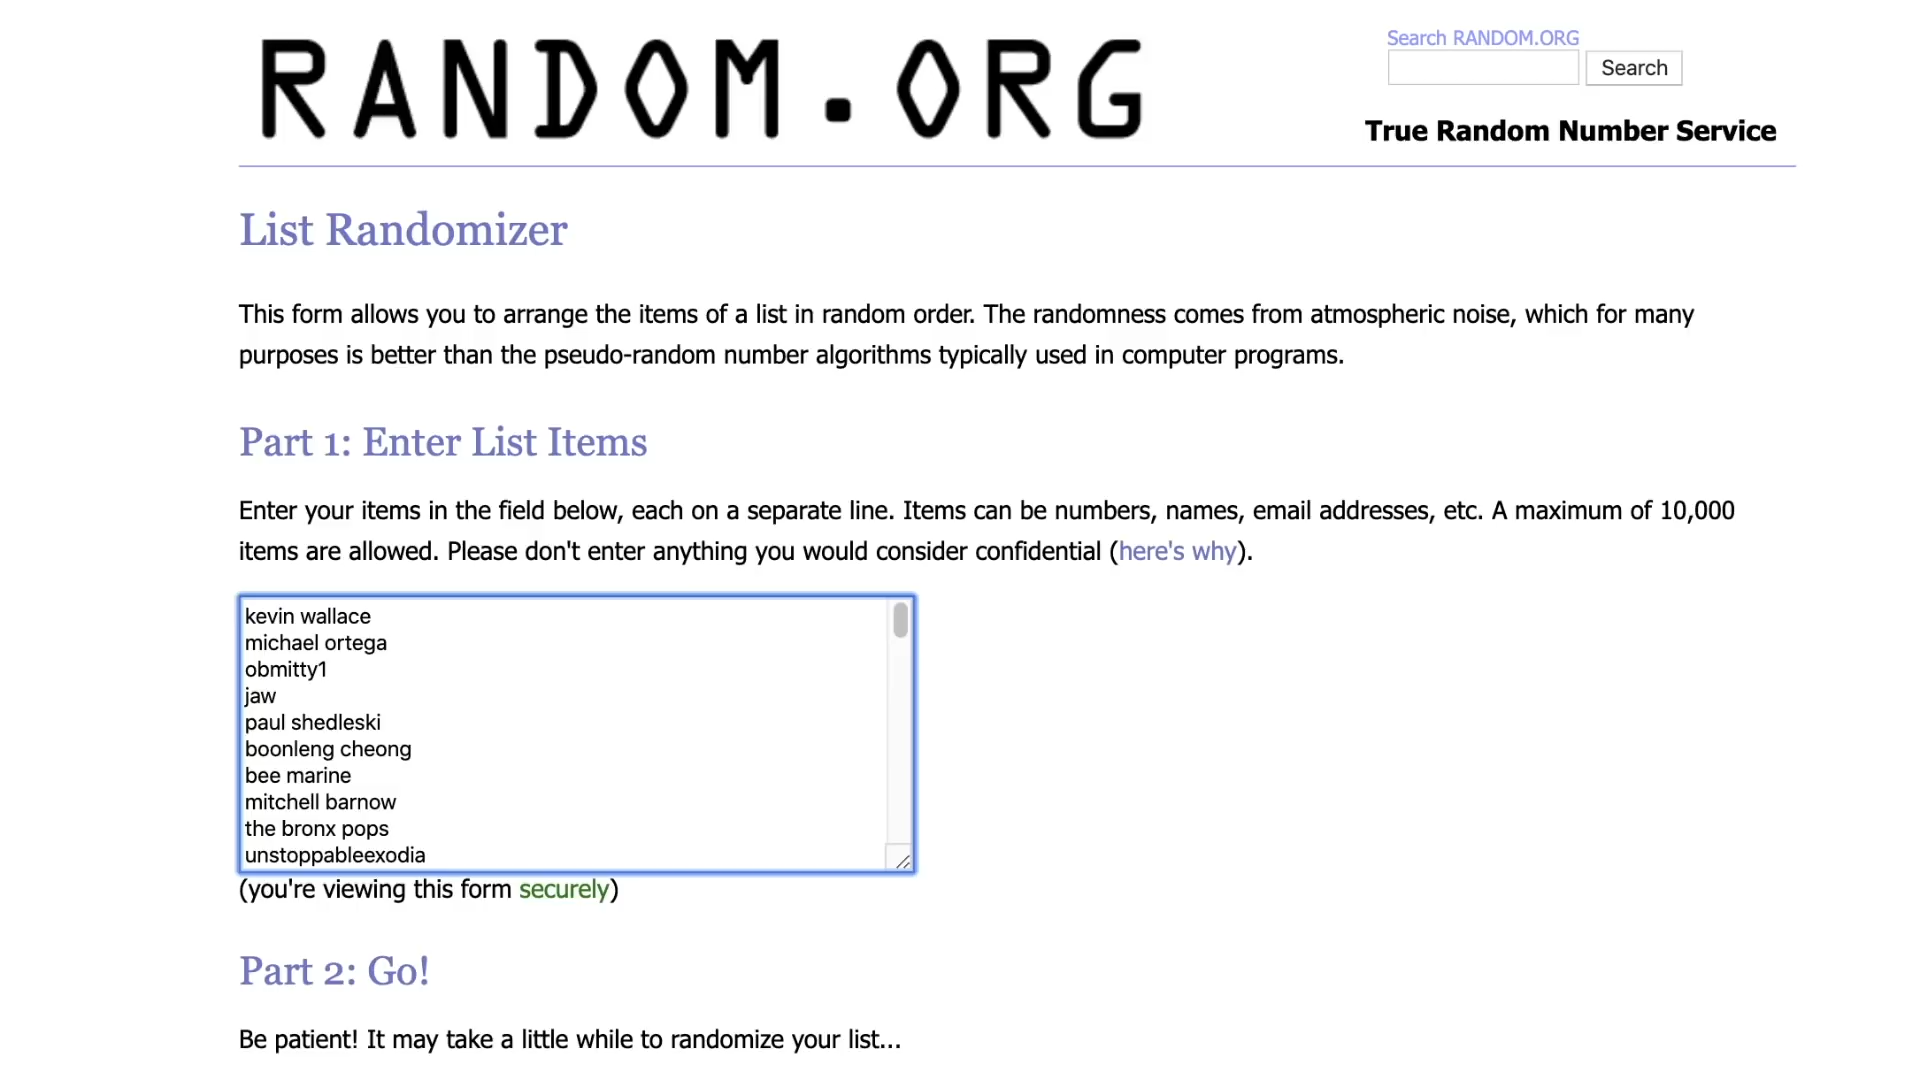 RANDOM.ORG
Search RANDOM.ORG
Search
True Random Number Service
List Randomizer
This form allows you to arrange the items of a list in random order. The randomness comes from atmospheric noise, which for many
purposes is better than the pseudo-random number algorithms typically used in computer programs.
Part 1: Enter List Items
Enter your items in the field below, each on a separate line. Items can be numbers, names, email addresses, etc. A maximum of 10,000
items are allowed. Please don't enter anything you would consider confidential (here's why).
kevin wallace
michael ortega
obmitty1
jaw
paul shedleski
boonleng cheong
bee marine
mitchell barnow
the bronx pops
unstoppableexodia
(you're viewing this form securely)
Part 2: Go!
Be patient! It may take a little while to randomize your list...